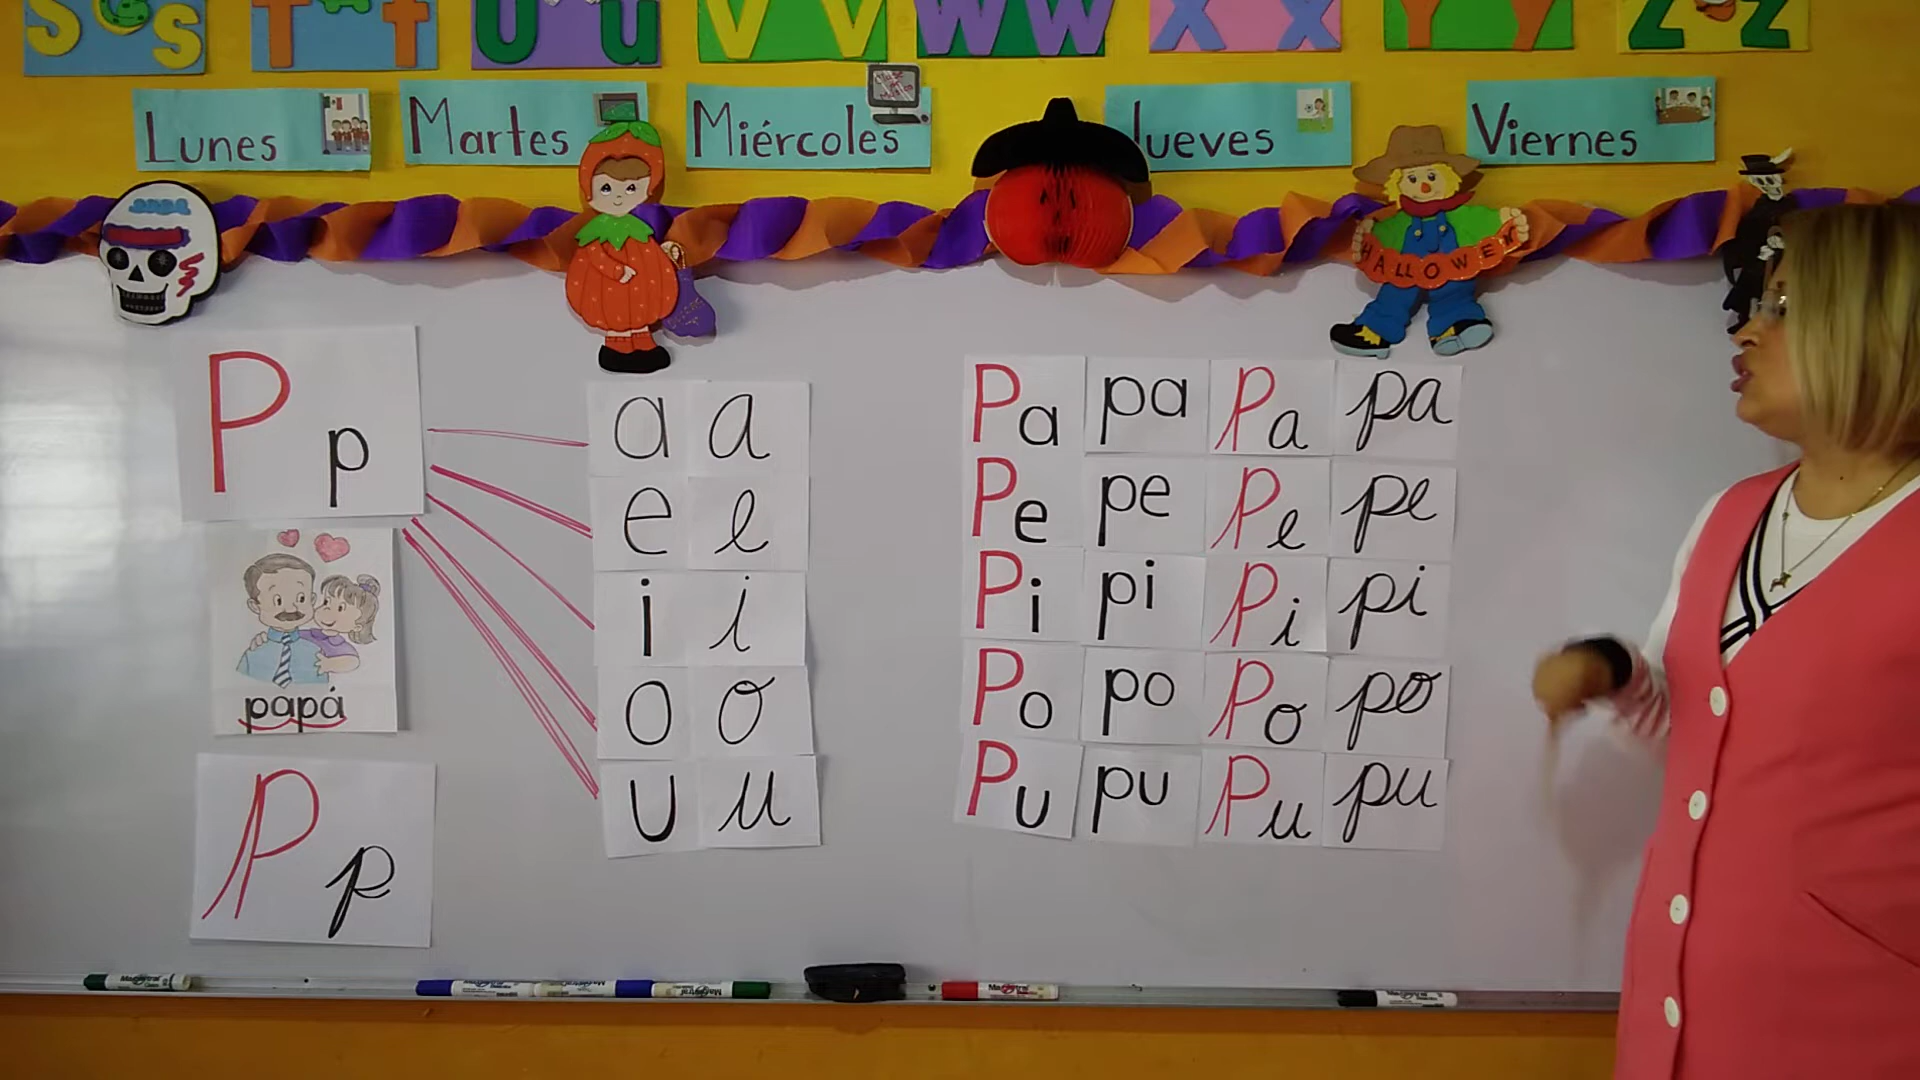 S s T t U u V v W w X x Y y Z z
Lunes Martes Miércoles Jueves Viernes
HALLOWEEN
P p
papá
P p
a a
e e
i i
o o
u u
Pa pa Pa pa
Pe pe Pe pe
Pi pi Pi pi
Po po Po po
Pu pu Pu pu